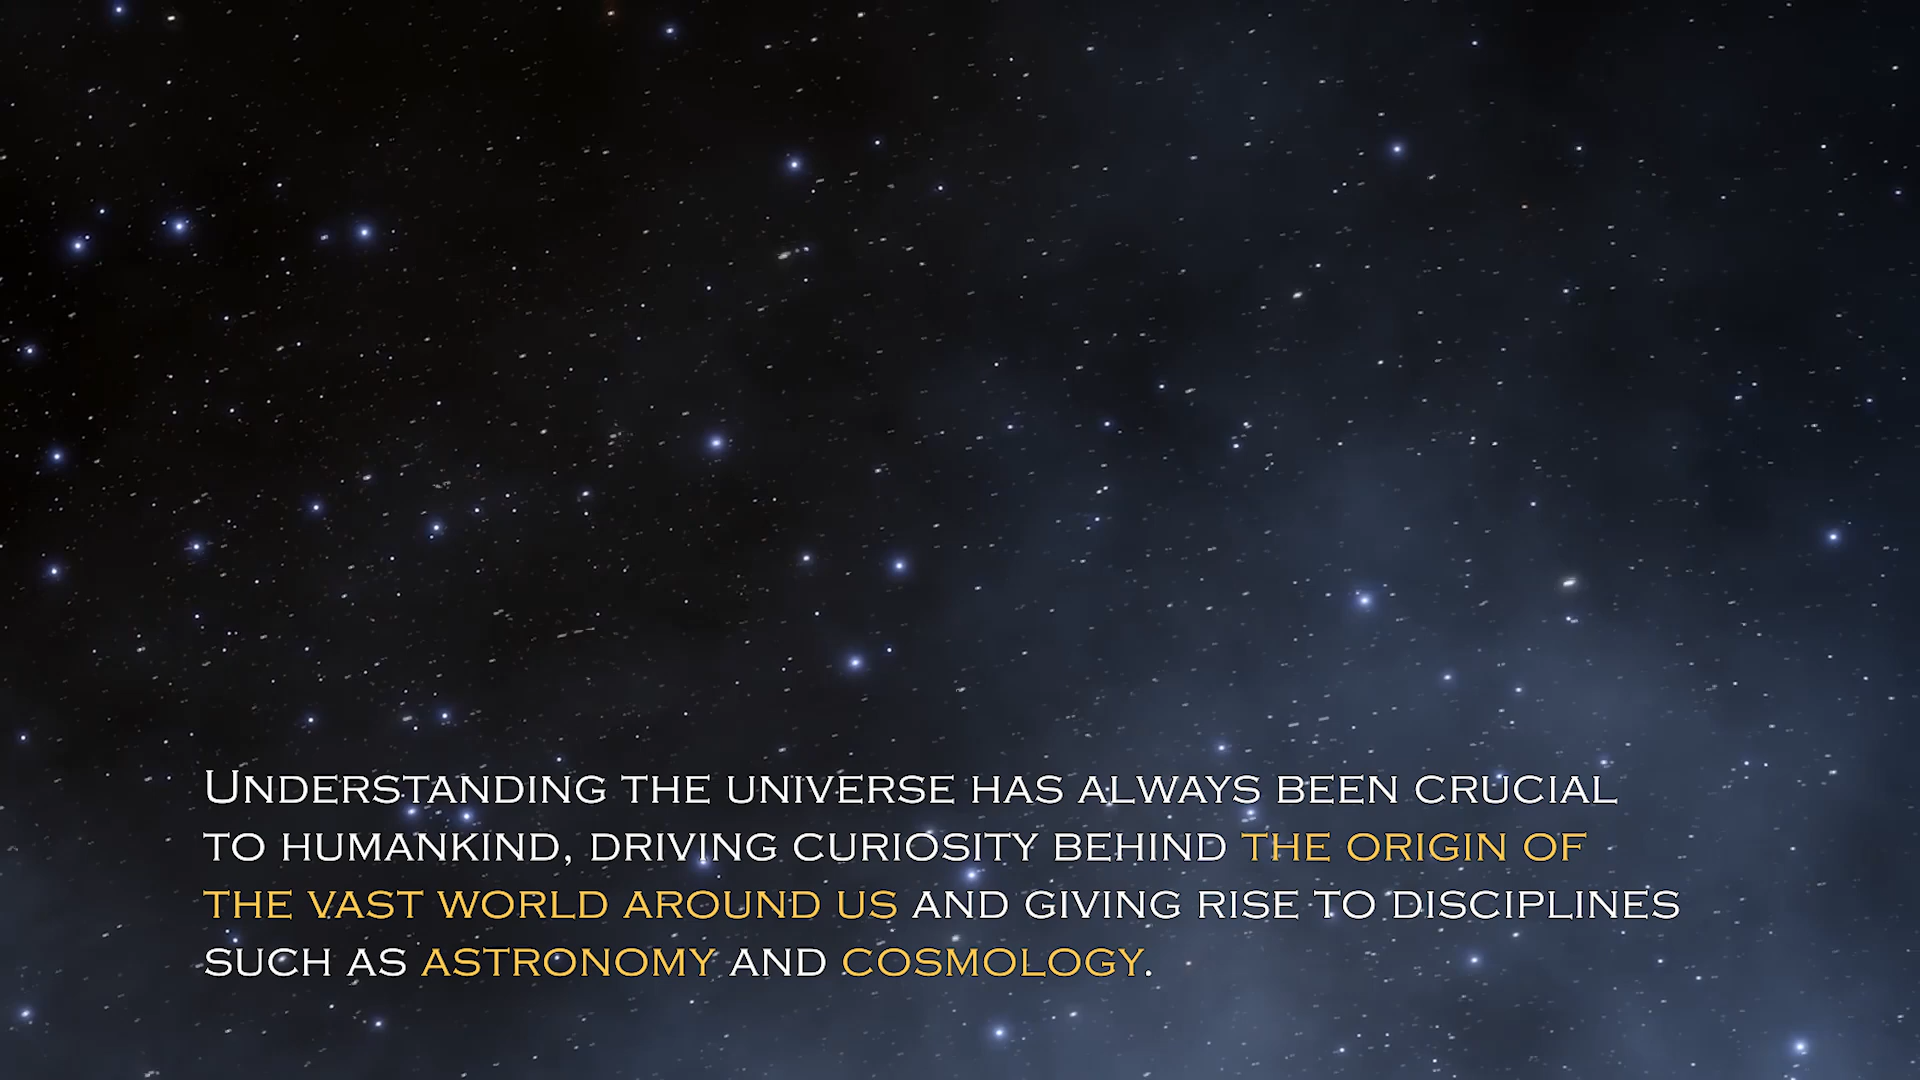 Understanding the universe has always been crucial
to humankind, driving curiosity behind the origin of
the vast world around us and giving rise to disciplines
such as astronomy and cosmology.